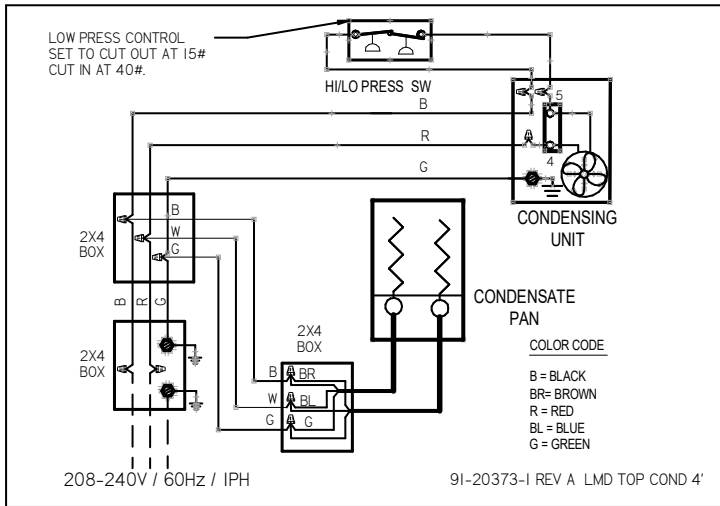 LOW PRESS CONTROL
SET TO CUT OUT AT 15#
CUT IN AT 40#.
HI/LO PRESS SW
B
5
R
4
G
CONDENSING
UNIT
B
2X4
BOX
W
G
B
R
G
CONDENSATE
PAN
2X4
BOX
2X4
BOX
COLOR CODE
B
BR
B = BLACK
BR= BROWN
W
BL
R = RED
BL = BLUE
G
G
G = GREEN
208-240V / 60Hz / 1PH
91-20373-1 REV A LMD TOP COND 4'